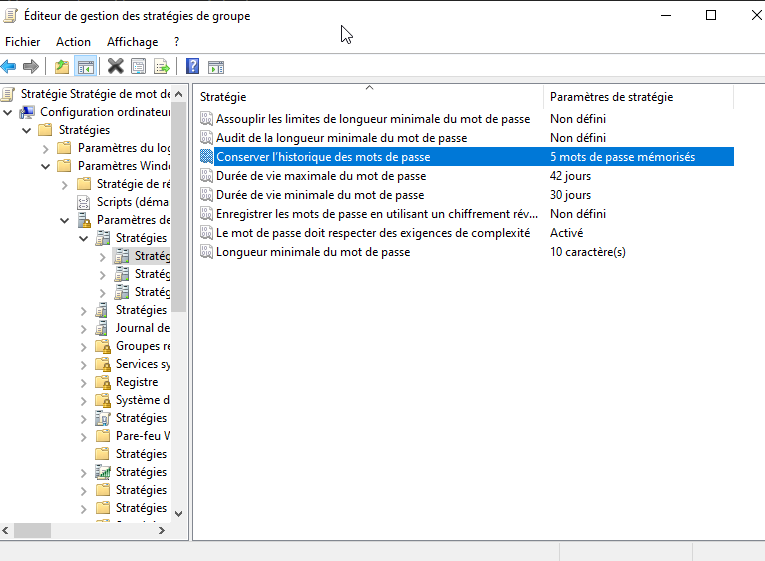 Éditeur de gestion des stratégies de groupe
Fichier Action Affichage ?
Stratégie Stratégie de mot de
Configuration ordinateur
Stratégies
Paramètres du lo
Paramètres Wind
Stratégie de ré
Scripts (déma
Paramètres de
Stratégies
Stratég
Stratég
Stratég
Stratégies
Journal de
Groupes re
Services sy
Registre
Système d
Stratégies
Pare-feu W
Stratégies
Stratégies
Stratégies
Stratégies
Stratégie Paramètres de stratégie
Assouplir les limites de longueur minimale du mot de passe Non défini
Audit de la longueur minimale du mot de passe Non défini
Conserver l'historique des mots de passe 5 mots de passe mémorisés
Durée de vie maximale du mot de passe 42 jours
Durée de vie minimale du mot de passe 30 jours
Enregistrer les mots de passe en utilisant un chiffrement rév... Non défini
Le mot de passe doit respecter des exigences de complexité Activé
Longueur minimale du mot de passe 10 caractère(s)